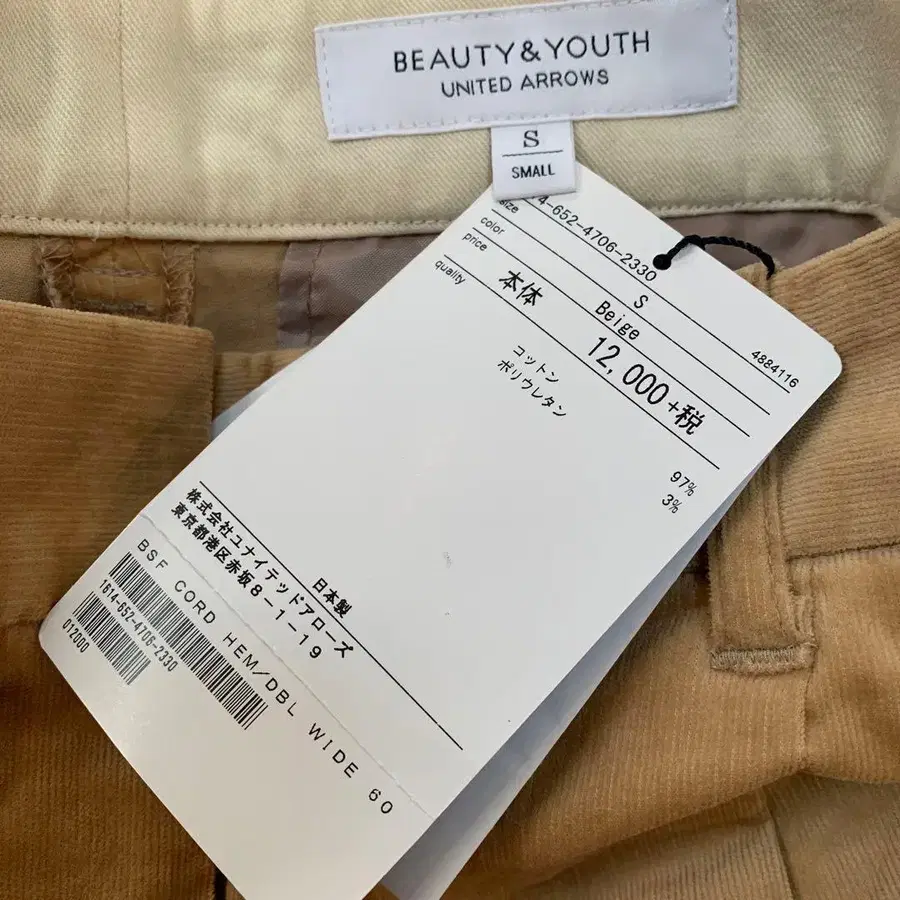 BEAUTY&YOUTH
UNITED ARROWS
S
SMALL
14-652-4706-2330
size S 4884116
color Beige
price 本体 12,000+税
quality
コットン 97%
ポリウレタン 3%
日本製
株式会社ユナイテッドアローズ
東京都港区赤坂8-1-19
BSF CORD HEM/DBL WIDE 60
1614-652-4706-2330
012000